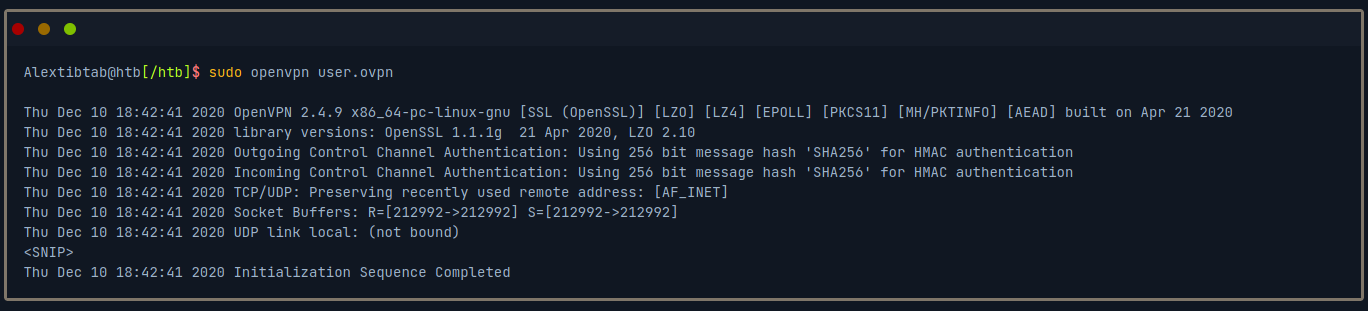 Alextibtab@htb[/htb]$ sudo openvpn user.ovpn
Thu Dec 10 18:42:41 2020 OpenVPN 2.4.9 x86_64-pc-linux-gnu [SSL (OpenSSL)] [LZO] [LZ4] [EPOLL] [PKCS11] [MH/PKTINFO] [AEAD] built on Apr 21 2020
Thu Dec 10 18:42:41 2020 library versions: OpenSSL 1.1.1g  21 Apr 2020, LZO 2.10
Thu Dec 10 18:42:41 2020 Outgoing Control Channel Authentication: Using 256 bit message hash 'SHA256' for HMAC authentication
Thu Dec 10 18:42:41 2020 Incoming Control Channel Authentication: Using 256 bit message hash 'SHA256' for HMAC authentication
Thu Dec 10 18:42:41 2020 TCP/UDP: Preserving recently used remote address: [AF_INET]
Thu Dec 10 18:42:41 2020 Socket Buffers: R=[212992->212992] S=[212992->212992]
Thu Dec 10 18:42:41 2020 UDP link local: (not bound)
<SNIP>
Thu Dec 10 18:42:41 2020 Initialization Sequence Completed